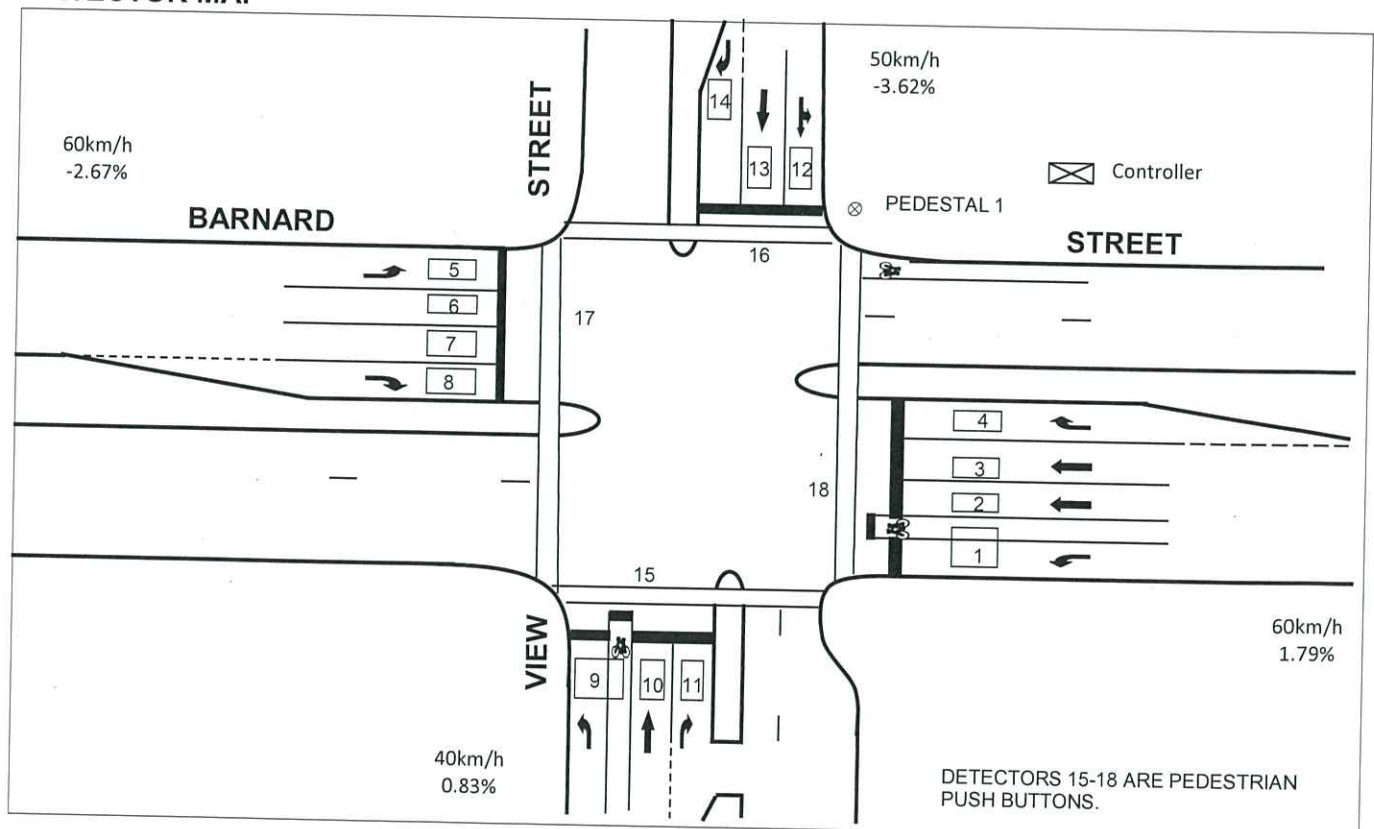 50km/h
-3.62%
60km/h
-2.67%
STREET
14
13
12
Controller
PEDESTAL 1
BARNARD
STREET
16
17
5
6
7
8
4
3
2
1
18
15
VIEW
9
10
11
60km/h
1.79%
40km/h
0.83%
DETECTORS 15-18 ARE PEDESTRIAN
PUSH BUTTONS.